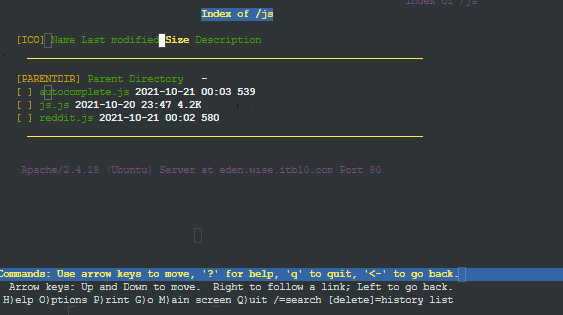 Index of /js
Index of /js
[ICO] Name Last modified Size Description
[PARENTDIR] Parent Directory -
[ ] autocomplete.js 2021-10-21 00:03 539
[ ] js.js 2021-10-20 23:47 4.2K
[ ] reddit.js 2021-10-21 00:02 580
Apache/2.4.18 (Ubuntu) Server at eden.wise.itb10.com Port 80
Commands: Use arrow keys to move, '?' for help, 'q' to quit, '<-' to go back.
Arrow keys: Up and Down to move. Right to follow a link; Left to go back.
H)elp O)ptions P)rint G)o M)ain screen Q)uit /=search [delete]=history list